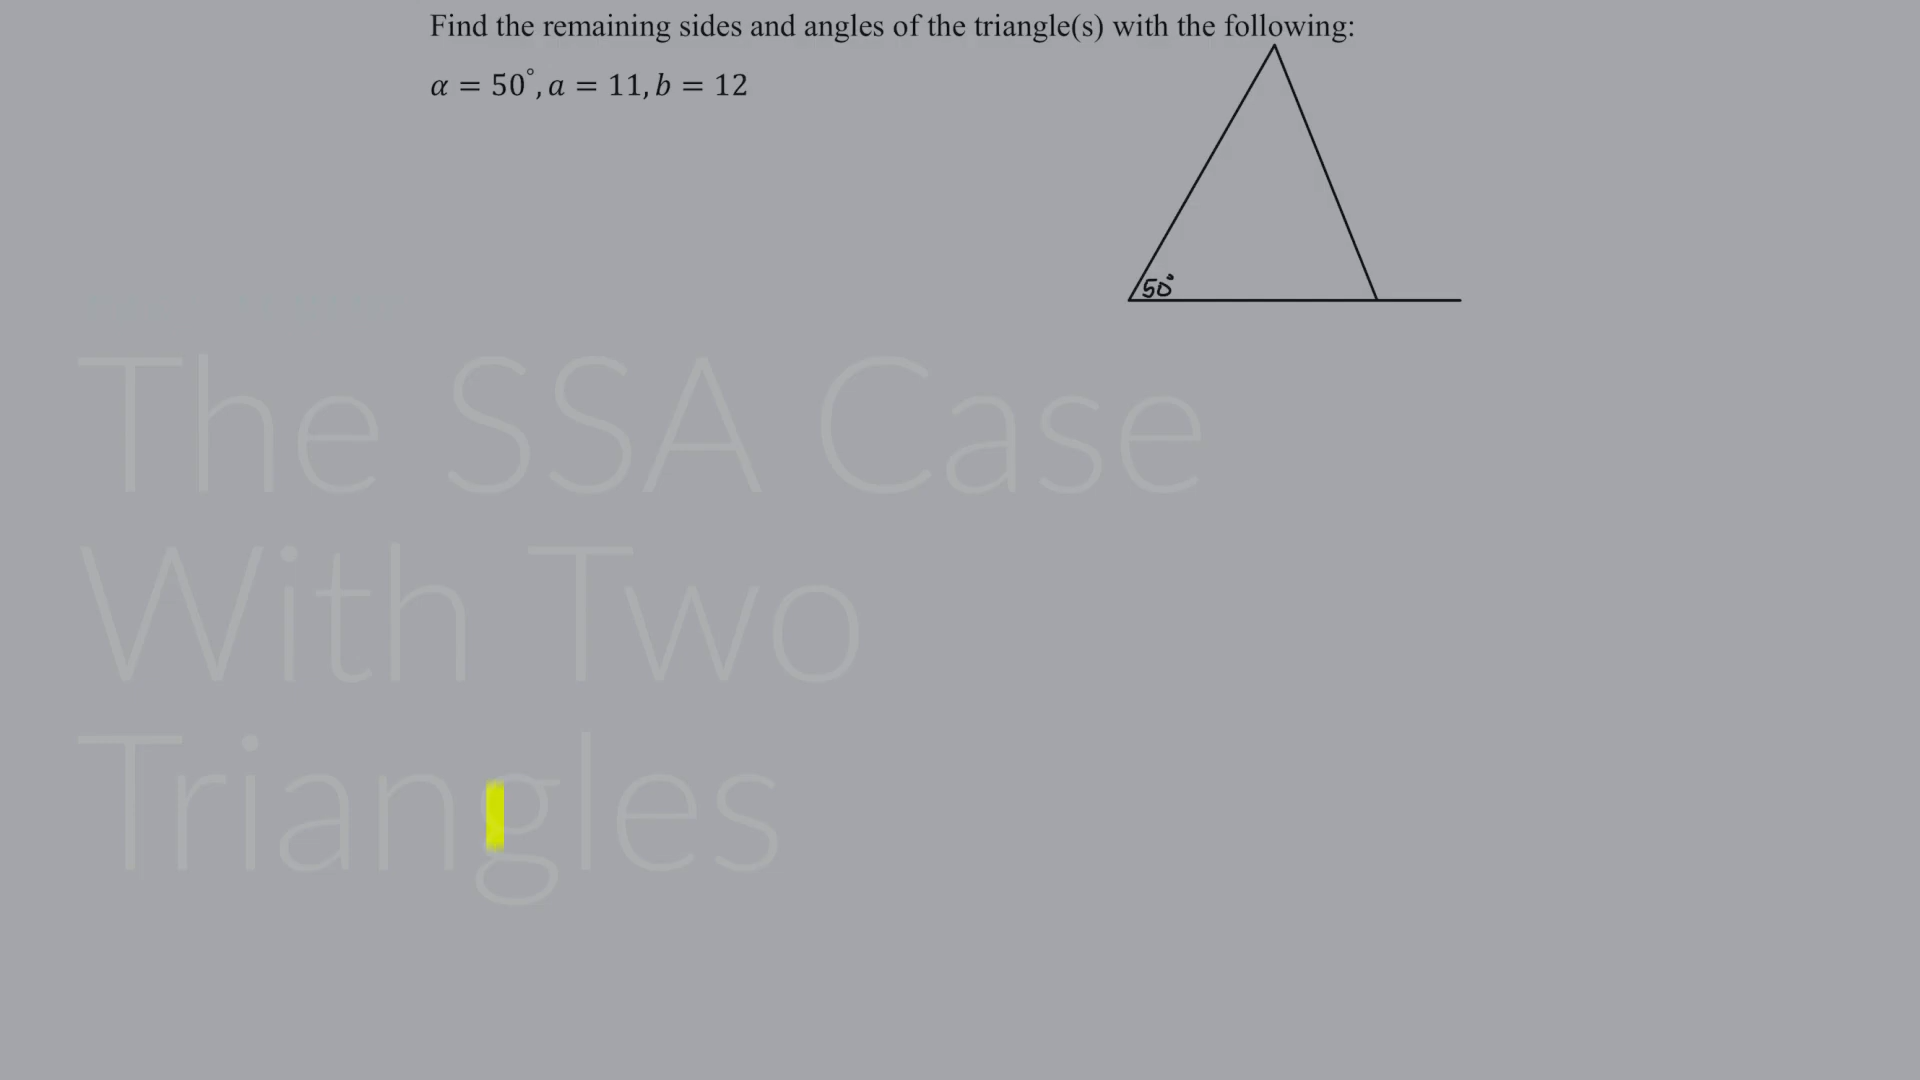 Find the remaining sides and angles of the triangle(s) with the following:
α = 50°, a = 11, b = 12
50°
The SSA Case
With Two
Triangles